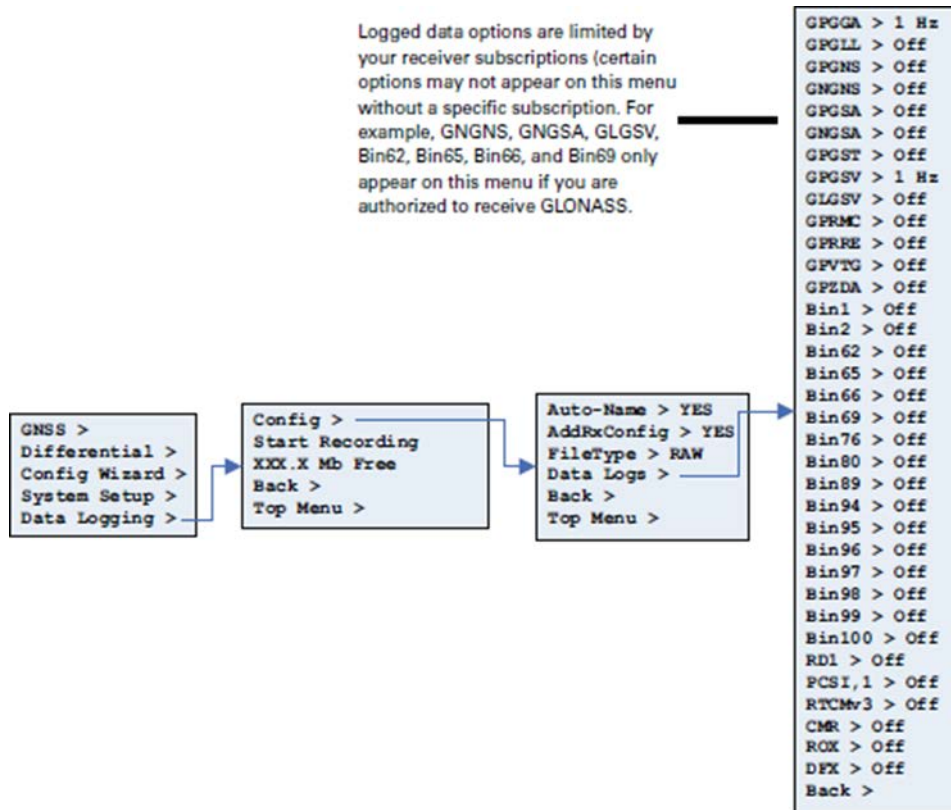 Logged data options are limited by
your receiver subscriptions (certain
options may not appear on this menu
without a specific subscription. For
example, GNGNS, GNGSA, GLGSV,
Bin62, Bin65, Bin66, and Bin69 only
appear on this menu if you are
authorized to receive GLONASS.
GNSS >
Differential >
Config Wizard >
System Setup >
Data Logging >
Config >
Start Recording
XXX.X Mb Free
Back >
Top Menu >
Auto-Name > YES
AddRxConfig > YES
FileType > RAW
Data Logs >
Back >
Top Menu >
GPGGA > 1 Hz
GPGLL > Off
GPGNS > Off
GNGNS > Off
GPGSA > Off
GNGSA > Off
GPGST > Off
GPGSV > 1 Hz
GLGSV > Off
GPRMC > Off
GPRRE > Off
GPVTG > Off
GPZDA > Off
Bin1 > Off
Bin2 > Off
Bin62 > Off
Bin65 > Off
Bin66 > Off
Bin69 > Off
Bin76 > Off
Bin80 > Off
Bin89 > Off
Bin94 > Off
Bin95 > Off
Bin96 > Off
Bin97 > Off
Bin98 > Off
Bin99 > Off
Bin100 > Off
RD1 > Off
PCSI,1 > Off
RTCMv3 > Off
CMR > Off
ROX > Off
DFX > Off
Back >